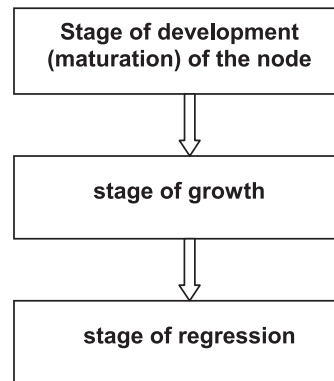 Stage of development
(maturation) of the node
stage of growth
stage of regression